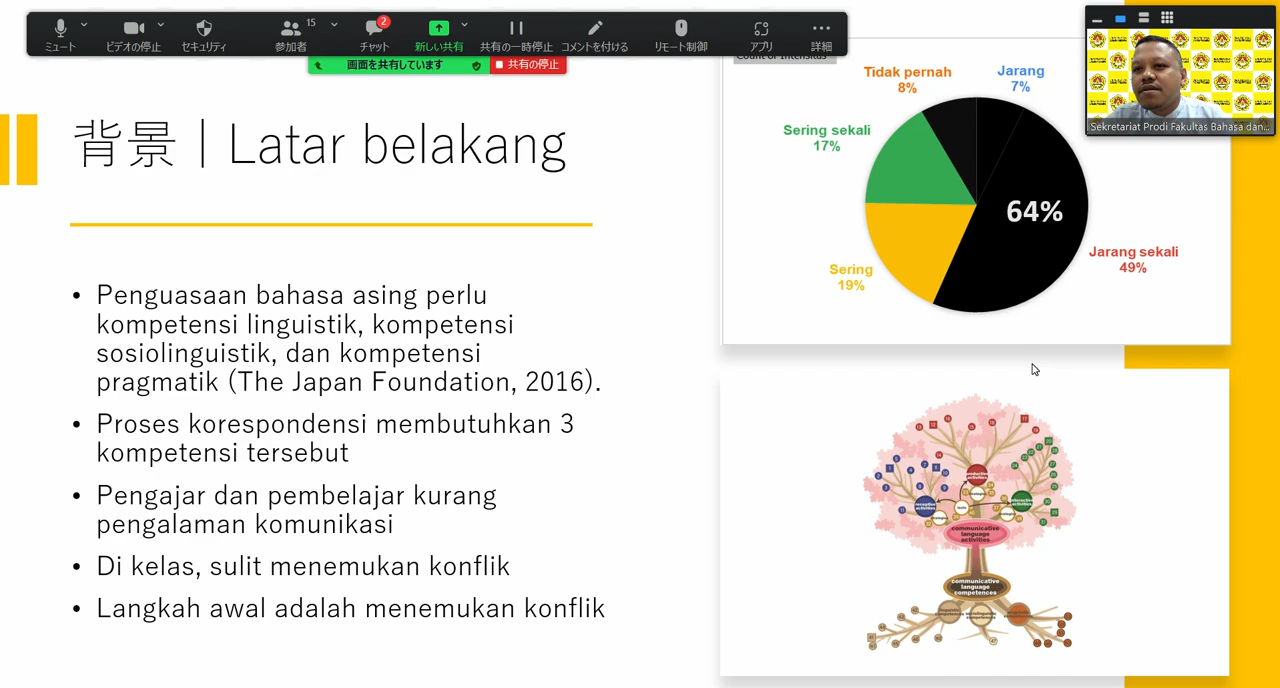 ミュート
ビデオの停止
セキュリティ
15
参加者
2
チャット
新しい共有
共有の一時停止
コメントを付ける
リモート制御
アプリ
詳細
画面を共有しています
共有の停止
Sekretariat Prodi Fakultas Bahasa dan...
背景 | Latar belakang
• Penguasaan bahasa asing perlu
kompetensi linguistik, kompetensi
sosiolinguistik, dan kompetensi
pragmatik (The Japan Foundation, 2016).
• Proses korespondensi membutuhkan 3
kompetensi tersebut
• Pengajar dan pembelajar kurang
pengalaman komunikasi
• Di kelas, sulit menemukan konflik
• Langkah awal adalah menemukan konflik
Tidak pernah
8%
Jarang
7%
Sering sekali
17%
64%
Jarang sekali
49%
Sering
19%
productive
activities
receptive
activities
interactive
activities
communicative
language
activities
communicative
language
competences